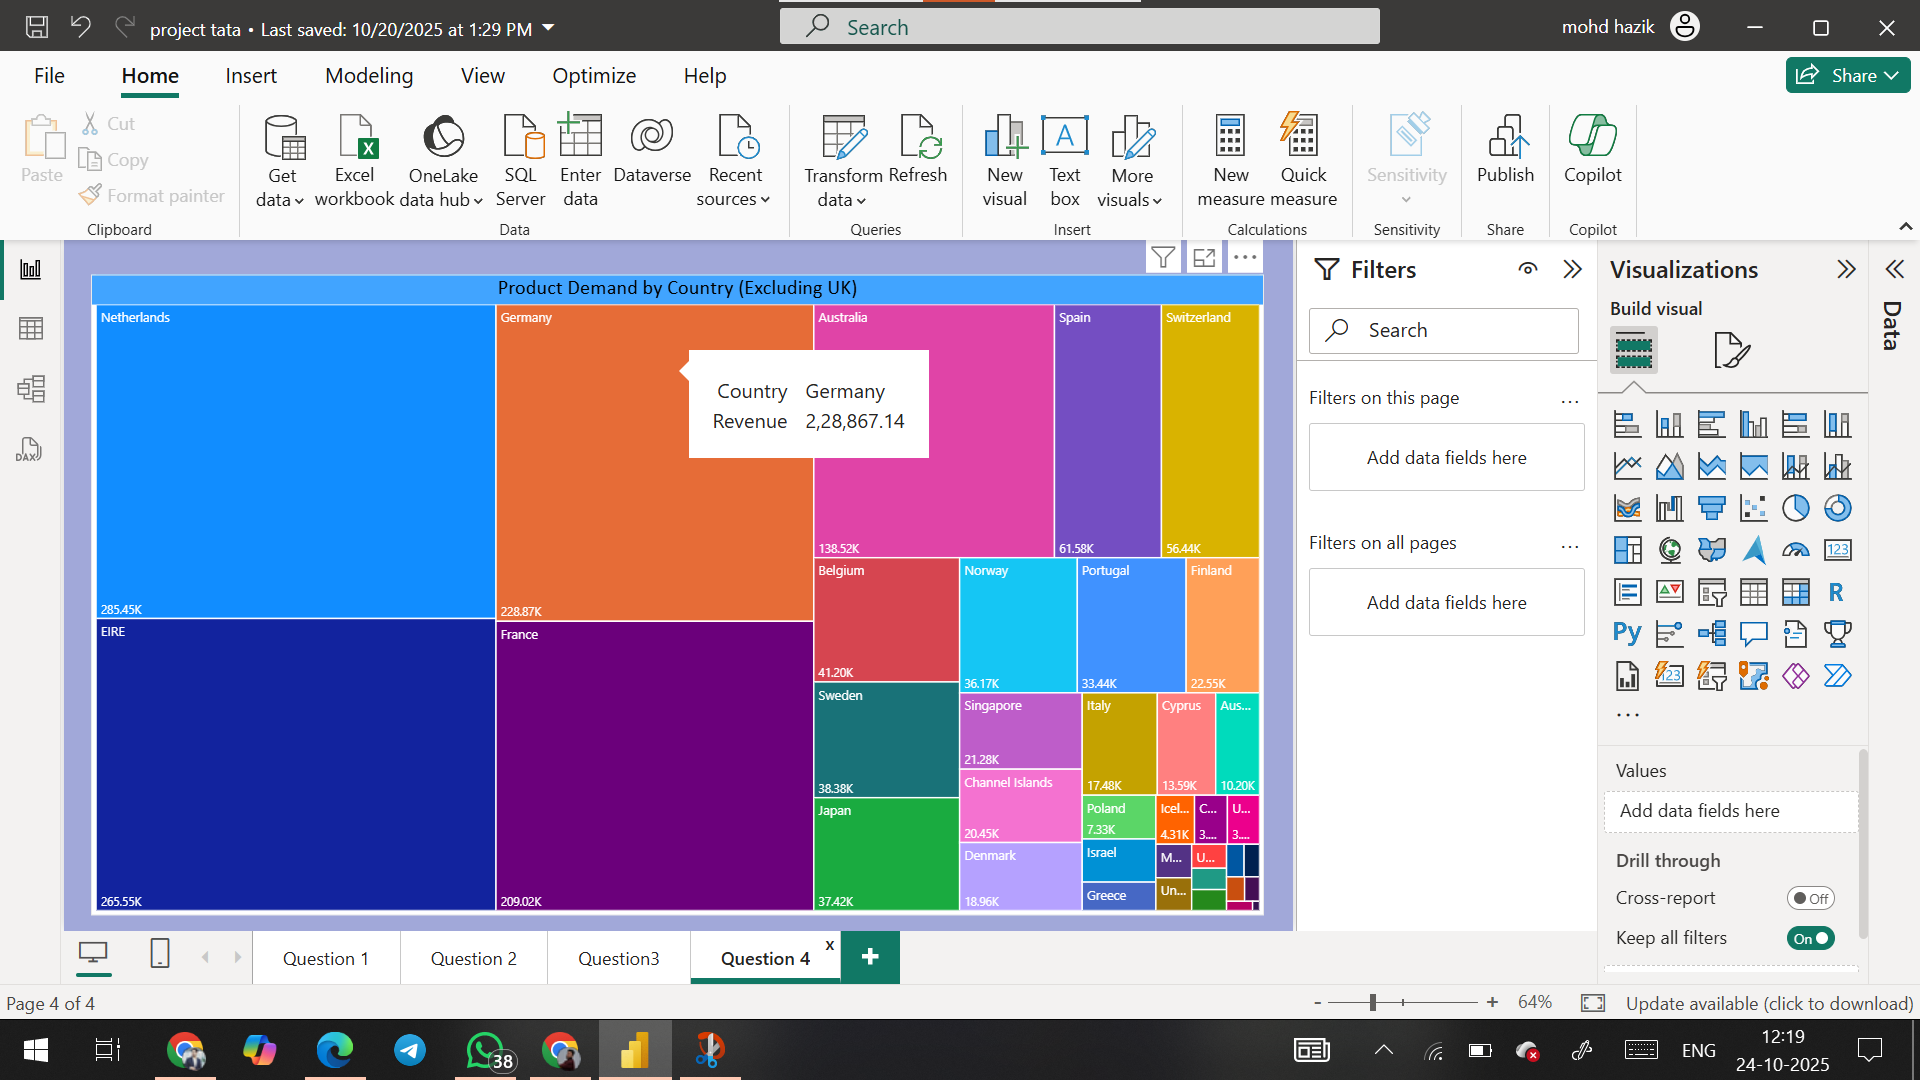 project tata • Last saved: 10/20/2025 at 1:29 PM
Search
mohd hazik
File
Home
Insert
Modeling
View
Optimize
Help
Share
Paste
Cut
Copy
Format painter
Clipboard
Get data
Excel workbook
OneLake data hub
SQL Server
Enter data
Dataverse
Recent sources
Data
Transform data
Refresh
Queries
New visual
Text box
More visuals
Insert
New measure
Quick measure
Calculations
Sensitivity
Sensitivity
Publish
Share
Copilot
Copilot
DAX
Product Demand by Country (Excluding UK)
Netherlands
285.45K
EIRE
265.55K
Germany
228.87K
Country Germany
Revenue 2,28,867.14
France
209.02K
Australia
138.52K
Spain
61.58K
Switzerland
56.44K
Belgium
41.20K
Sweden
38.38K
Japan
37.42K
Norway
36.17K
Portugal
33.44K
Finland
22.55K
Singapore
21.28K
Channel Islands
20.45K
Denmark
18.96K
Italy
17.48K
Cyprus
13.59K
Aus...
10.20K
Poland
7.33K
Israel
Greece
Icel...
4.31K
C...
3....
U...
3....
M...
U...
Un...
Filters
Search
Filters on this page
...
Add data fields here
Filters on all pages
...
Add data fields here
Visualizations
Build visual
123
R
Py
123
...
Values
Add data fields here
Drill through
Cross-report
Off
Keep all filters
On
Data
Question 1
Question 2
Question3
Question 4
x
+
Page 4 of 4
- + 64%
Update available (click to download)
38
ENG
12:19
24-10-2025